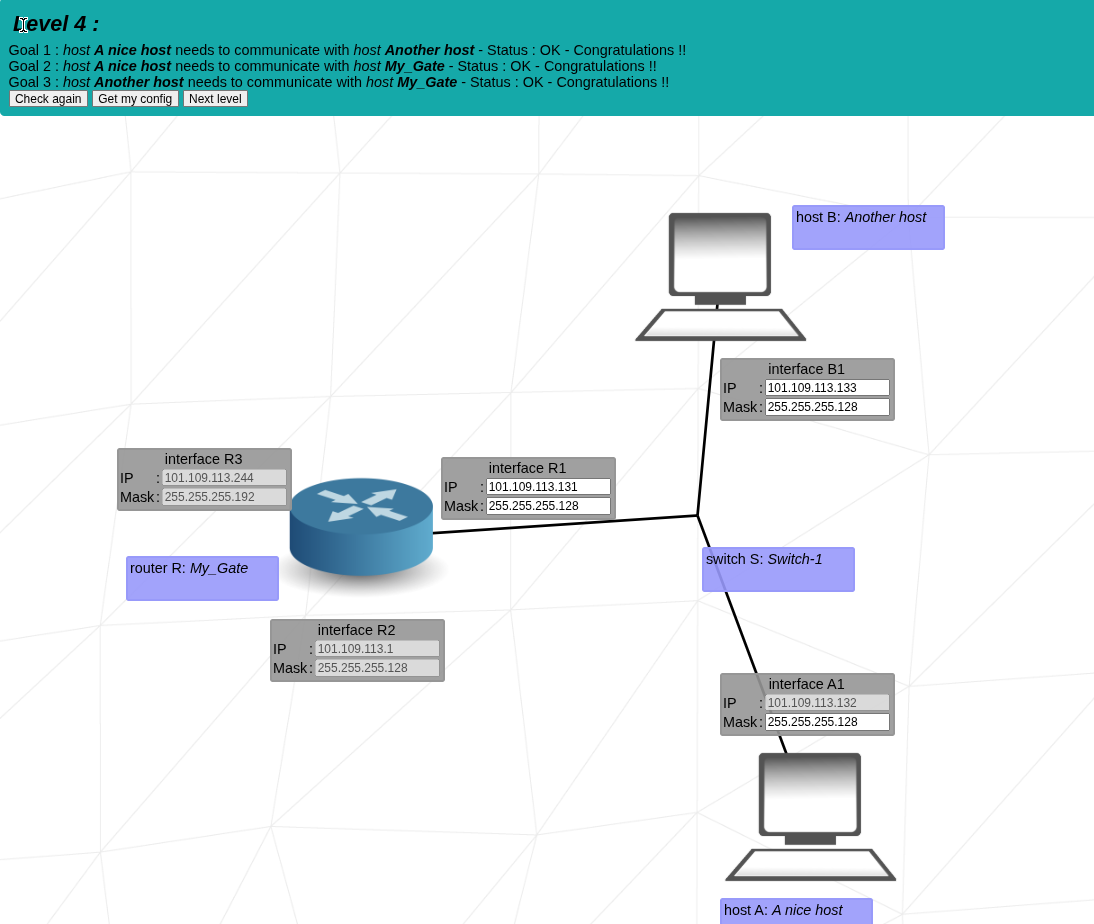 Level 4 :
Goal 1 : host A nice host needs to communicate with host Another host - Status : OK - Congratulations !!
Goal 2 : host A nice host needs to communicate with host My_Gate - Status : OK - Congratulations !!
Goal 3 : host Another host needs to communicate with host My_Gate - Status : OK - Congratulations !!
Check again Get my config Next level
host B: Another host
interface B1
IP : 101.109.113.133
Mask : 255.255.255.128
interface R3
IP : 101.109.113.244
Mask : 255.255.255.192
interface R1
IP : 101.109.113.131
Mask : 255.255.255.128
router R: My_Gate
switch S: Switch-1
interface R2
IP : 101.109.113.1
Mask : 255.255.255.128
interface A1
IP : 101.109.113.132
Mask : 255.255.255.128
host A: A nice host